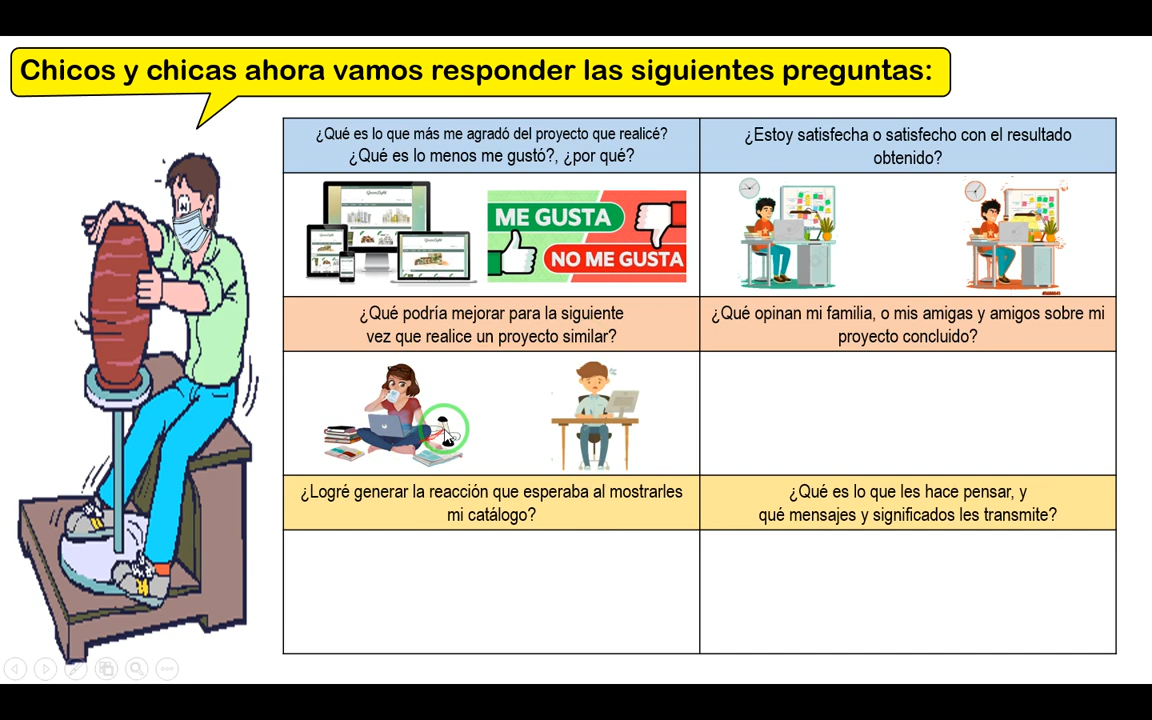 Chicos y chicas ahora vamos responder las siguientes preguntas:
¿Qué es lo que más me agradó del proyecto que realicé?
¿Qué es lo menos me gustó?, ¿por qué?
¿Estoy satisfecha o satisfecho con el resultado
obtenido?
ME GUSTA
NO ME GUSTA
¿Qué podría mejorar para la siguiente
vez que realice un proyecto similar?
¿Qué opinan mi familia, o mis amigas y amigos sobre mi
proyecto concluido?
¿Logré generar la reacción que esperaba al mostrarles
mi catálogo?
¿Qué es lo que les hace pensar, y
qué mensajes y significados les transmite?